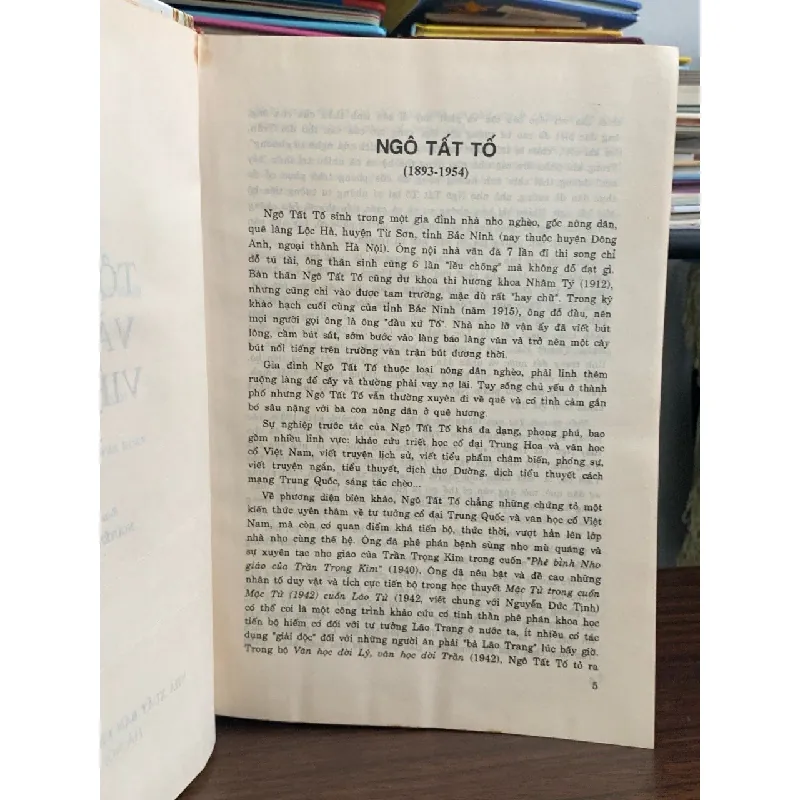 NGÔ TẤT TỐ
(1893-1954)
Ngô Tất Tố sinh trong một gia đình nhà nho nghèo, gốc nông dân,
quê làng Lộc Hà, huyện Từ Sơn, tỉnh Bắc Ninh (nay thuộc huyện Đông
Anh, ngoại thành Hà Nội). Ông nội nhà văn đã 7 lần đi thi song chỉ
đỗ tú tài, ông thân sinh cũng 6 lần "lều chõng" mà không đỗ đạt gì.
Bản thân Ngô Tất Tố cũng dự khoa thi hương khoa Nhâm Tý (1912),
nhưng cũng chỉ vào được tam trường, mặc dù rất "hay chữ". Trong kỳ
khảo hạch cuối cùng của tỉnh Bắc Ninh (năm 1915), ông đỗ đầu, nên
mọi người gọi ông là ông "đầu xứ Tố". Nhà nho lỡ vận ấy đã viết bút
lông, cầm bút sắt, sớm bước vào làng báo làng văn và trở nên một cây
bút nổi tiếng trên trường văn trận bút đương thời.
Gia đình Ngô Tất Tố thuộc loại nông dân nghèo, phải lĩnh thêm
ruộng làng để cấy và thường phải vay nợ lãi. Tuy sống chủ yếu ở thành
phố nhưng Ngô Tất Tố vẫn thường xuyên đi về quê và có tình cảm gắn
bó sâu nặng với bà con nông dân ở quê hương.
Sự nghiệp trước tác của Ngô Tất Tố khá đa dạng, phong phú, bao
gồm nhiều lĩnh vực: khảo cứu triết học cổ đại Trung Hoa và văn học
cổ Việt Nam, viết truyện lịch sử, viết tiểu phẩm châm biếm, phóng sự,
viết truyện ngắn, tiểu thuyết, dịch thơ Đường, dịch tiểu thuyết cách
mạng Trung Quốc, sáng tác chèo...
Về phương diện biên khảo, Ngô Tất Tố chẳng những chứng tỏ một
kiến thức uyên thâm về tư tưởng cổ đại Trung Quốc và văn học cổ Việt
Nam, mà còn có quan điểm khá tiến bộ, thức thời, vượt hẳn lên lớp
nhà nho cùng thế hệ. Ông đã phê phán bệnh sùng nho mù quáng và
sự xuyên tạc nho giáo của Trần Trọng Kim trong cuốn "Phê bình Nho
giáo của Trần Trọng Kim" (1940). Ông đã nêu bật và đề cao những
nhân tố duy vật và tích cực tiến bộ trong học thuyết Mặc Tử trong cuốn
Mặc Tử (1942) cuốn Lão Tử (1942, viết chung với Nguyễn Đức Tịnh)
có thể coi là một công trình khảo cứu có tinh thần phê phán khoa học
tiến bộ hiếm có đối với tư tưởng Lão Trang ở nước ta, ít nhiều có tác
dụng "giải độc" đối với những người ăn phải "bả Lão Trang" lúc bấy giờ.
Trong bộ Văn học đời Lý, văn học đời Trần (1942), Ngô Tất Tố tỏ ra
5